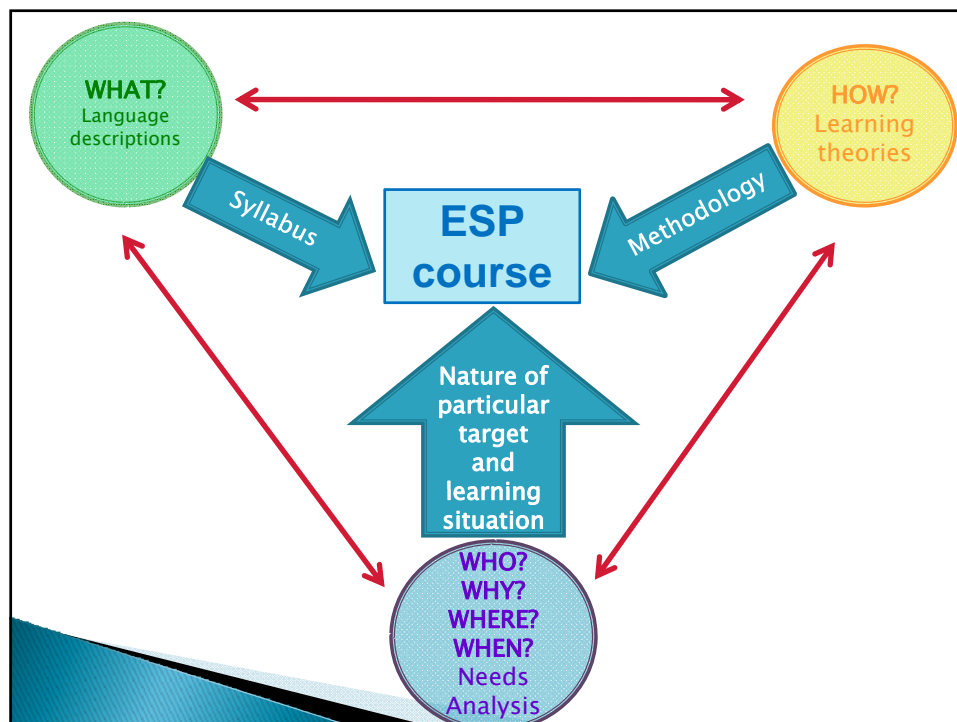 WHAT?
Language
descriptions
HOW?
Learning
theories
Syllabus
Methodology
ESP
course
Nature of
particular
target
and
learning
situation
WHO?
WHY?
WHERE?
WHEN?
Needs
Analysis